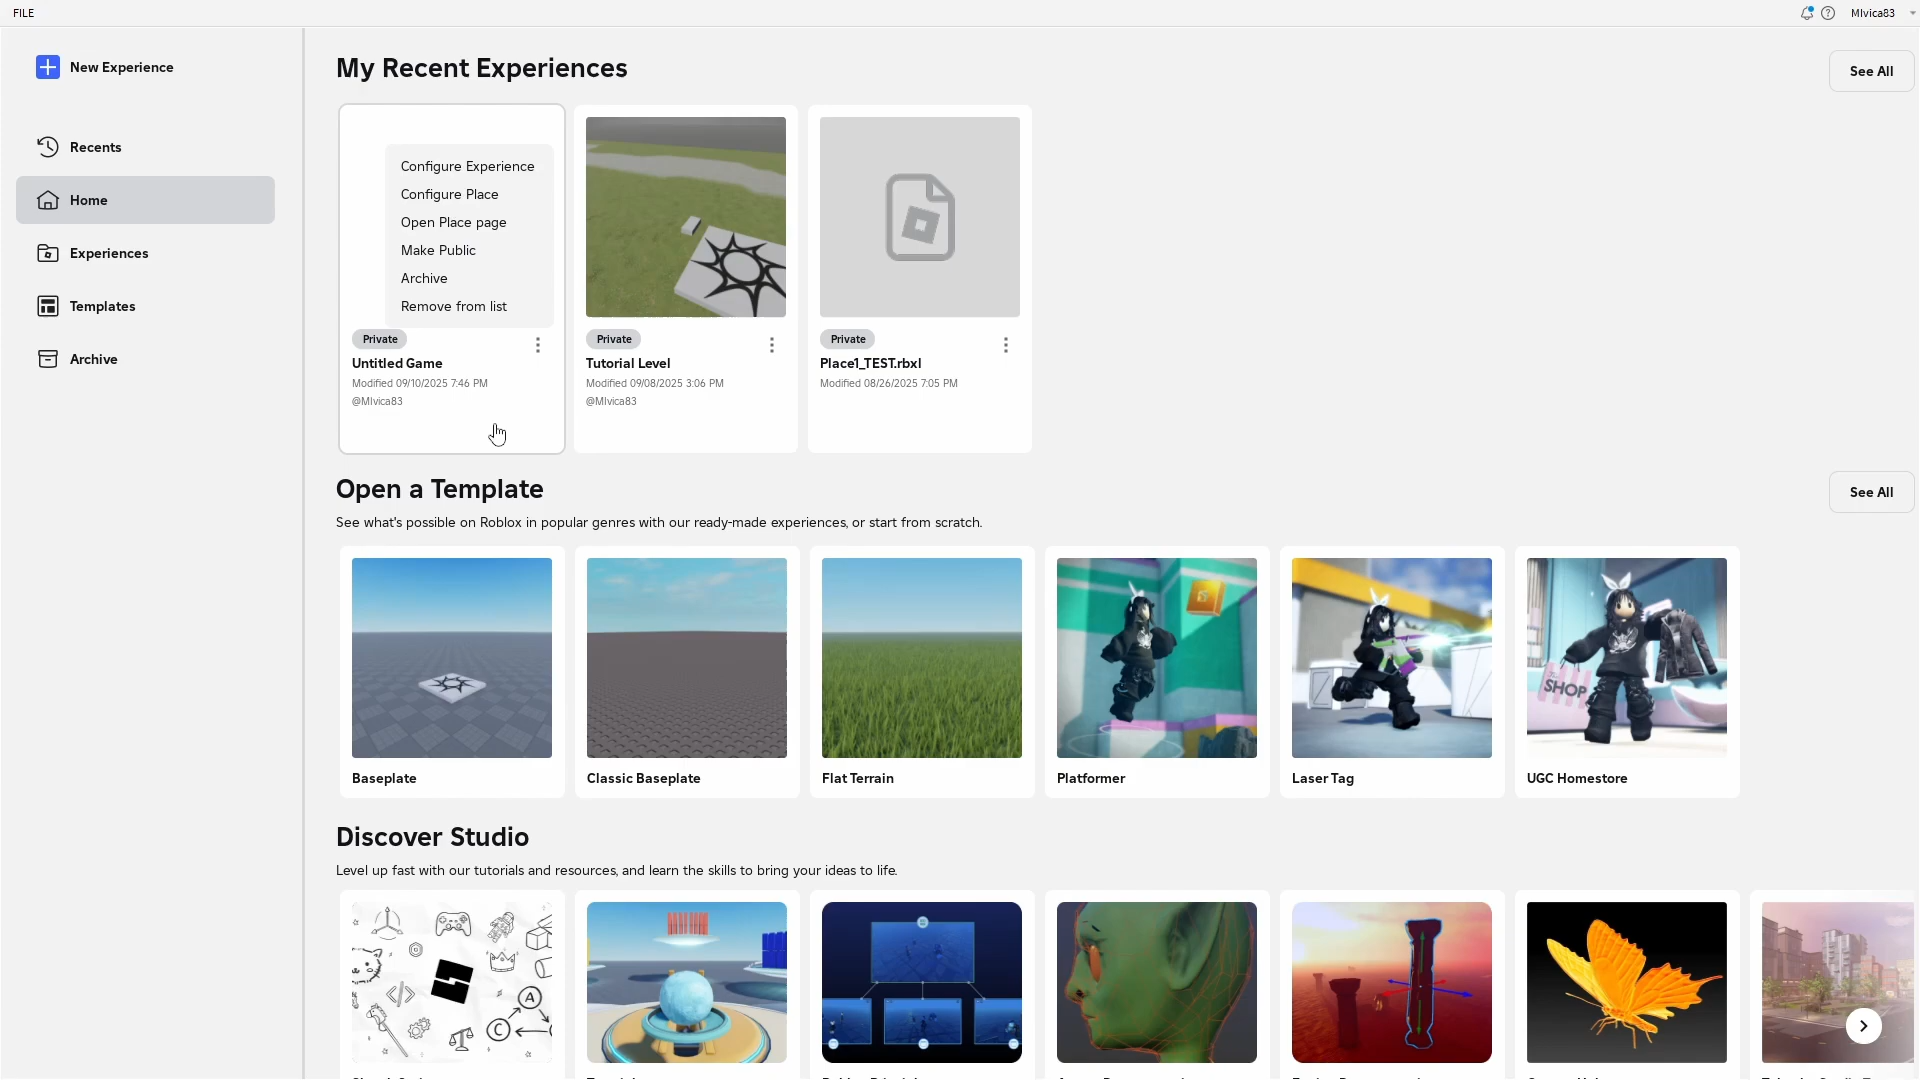 FILE
MIvica83
New Experience
Recents
Home
Experiences
Templates
Archive
My Recent Experiences
See All
Configure Experience
Configure Place
Open Place page
Make Public
Archive
Remove from list
Private
Untitled Game
Modified 09/10/2025 7:46 PM
@MIvica83
Private
Tutorial Level
Modified 09/08/2025 3:06 PM
@MIvica83
Private
Place1_TEST.rbxl
Modified 08/26/2025 7:05 PM
Open a Template
See All
See what's possible on Roblox in popular genres with our ready-made experiences, or start from scratch.
SHOP
Baseplate
Classic Baseplate
Flat Terrain
Platformer
Laser Tag
UGC Homestore
Discover Studio
Level up fast with our tutorials and resources, and learn the skills to bring your ideas to life.
A
C